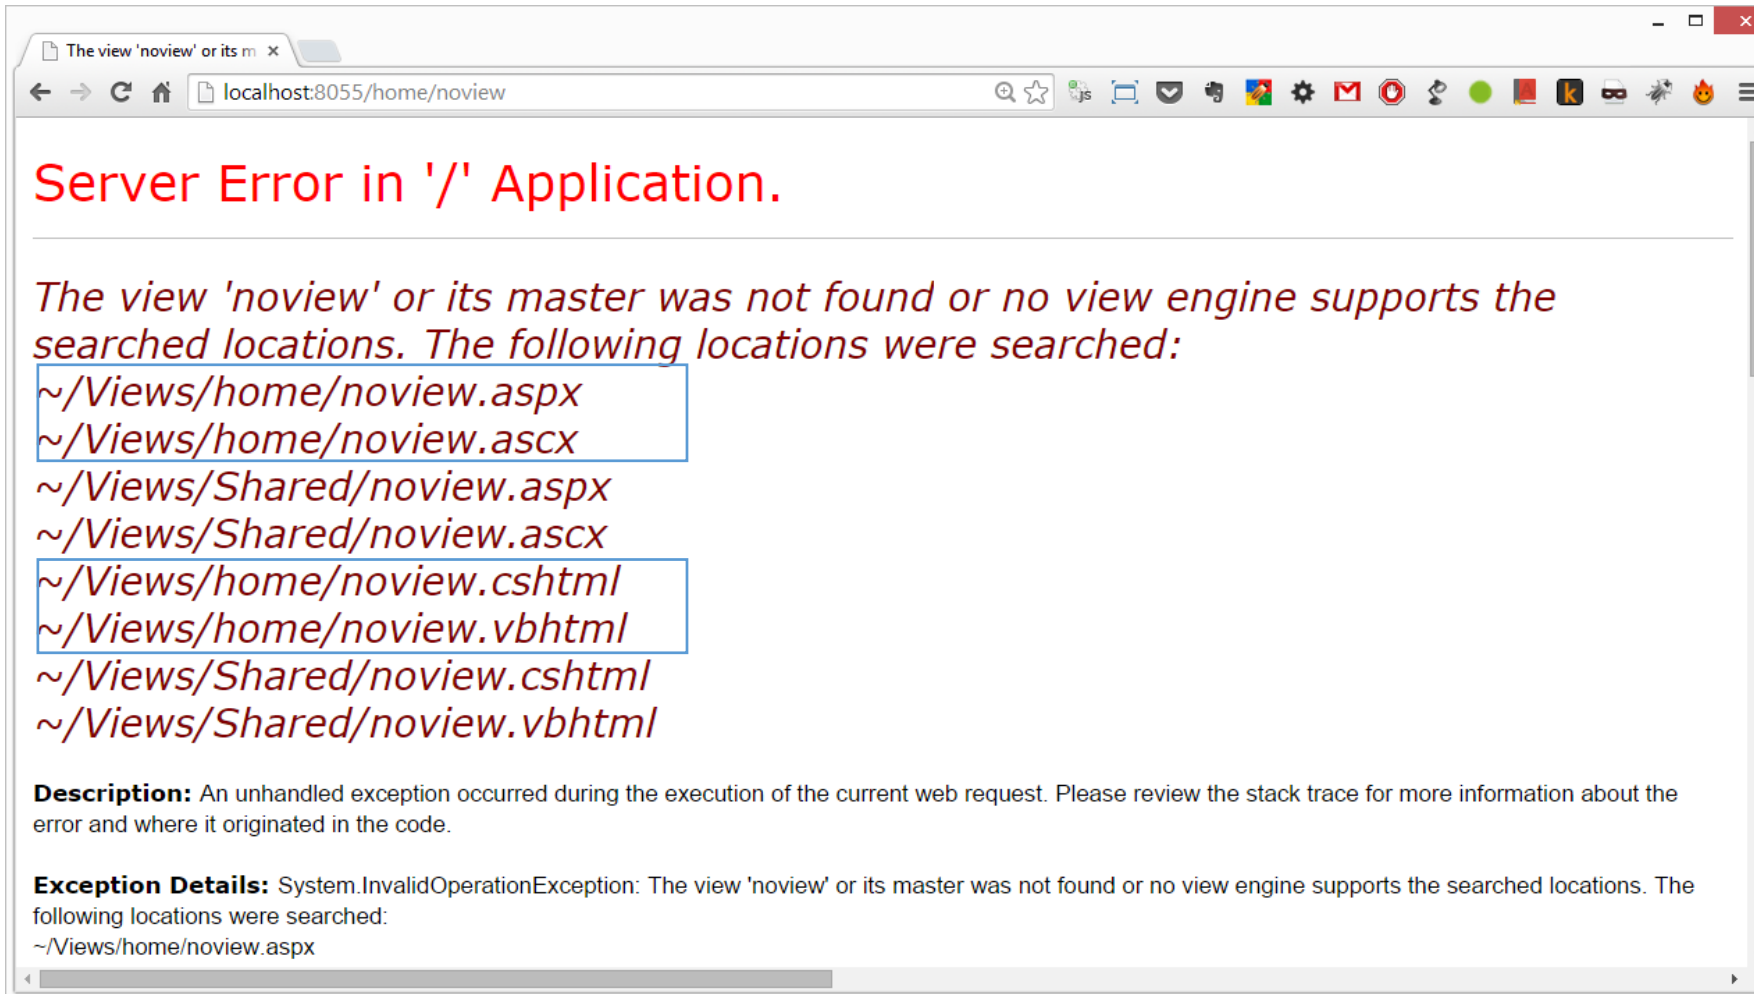 The view 'noview' or its m
localhost:8055/home/noview
js
k
Server Error in '/' Application.
The view 'noview' or its master was not found or no view engine supports the
searched locations. The following locations were searched:
~/Views/home/noview.aspx
~/Views/home/noview.ascx
~/Views/Shared/noview.aspx
~/Views/Shared/noview.ascx
~/Views/home/noview.cshtml
~/Views/home/noview.vbhtml
~/Views/Shared/noview.cshtml
~/Views/Shared/noview.vbhtml
Description: An unhandled exception occurred during the execution of the current web request. Please review the stack trace for more information about the
error and where it originated in the code.
Exception Details: System.InvalidOperationException: The view 'noview' or its master was not found or no view engine supports the searched locations. The
following locations were searched:
~/Views/home/noview.aspx